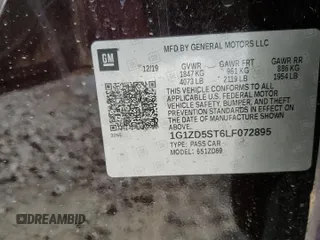 MFD BY GENERAL MOTORS LLC
GM
12/19
GVWR GAWR FRT GAWR RR
1847 KG 961 KG 886 KG
4073 LB 2119 LB 1954 LB
THIS VEHICLE CONFORMS TO ALL APPLICABLE
U.S. FEDERAL MOTOR VEHICLE SAFETY, BUMPER,
AND THEFT PREVENTION STANDARDS
IN EFFECT ON THE DATE OF
MANUFACTURE SHOWN ABOVE.
1G1ZD5ST6LF072895
TYPE: PASS CAR
MODEL:
DREAMBID